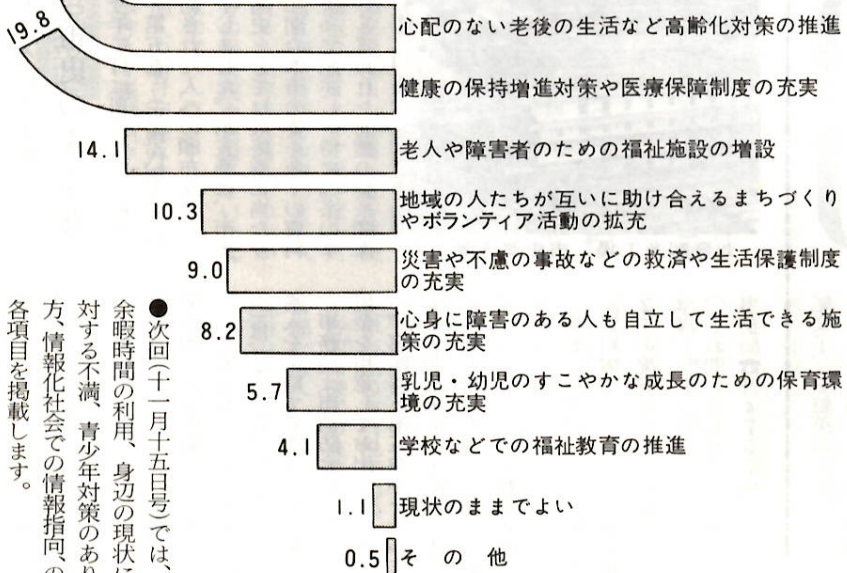 心配のない老後の生活など高齢化対策の推進
19.8
健康の保持増進対策や医療保障制度の充実
14.1
老人や障害者のための福祉施設の増設
10.3
地域の人たちが互いに助け合えるまちづくり
やボランティア活動の拡充
9.0
災害や不慮の事故などの救済や生活保護制度
の充実
8.2
心身に障害のある人も自立して生活できる施
策の充実
5.7
乳児・幼児のすこやかな成長のための保育環
境の充実
4.1
学校などでの福祉教育の推進
1.1
現状のままでよい
0.5
その他
●次回(十一月十五日号)では、
余暇時間の利用、身辺の現状に
対する不満、青少年対策のあり
方、情報化社会での情報指向、の
各項目を掲載します。